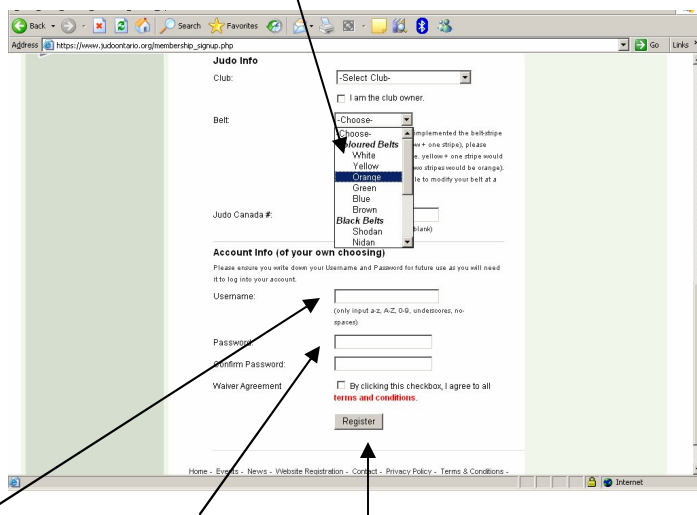 Back
Search
Favorites
Address https://www.judoontario.org/membership_signup.php Go Links »
Judo Info
Club: -Select Club-
I am the club owner.
Belt: -Choose-
-Choose- implemented the belt-stripe
Coloured Belts + one stripe), please
White yellow + one stripe would
Yellow two stripes would be orange).
Orange to modify your belt at a
Green
Blue
Brown
Judo Canada #:
Black Belts
Shodan blank)
Nidan
Account Info (of your own choosing)
Please ensure you write down your Username and Password for future use as you will need
it to log into your account.
Username:
(only input a-z, A-Z, 0-9, underscores, no-
spaces)
Password:
Confirm Password:
Waiver Agreement By clicking this checkbox, I agree to all
terms and conditions.
Register
Home - Events - News - Website Registration - Contact - Privacy Policy - Terms & Conditions -
Internet